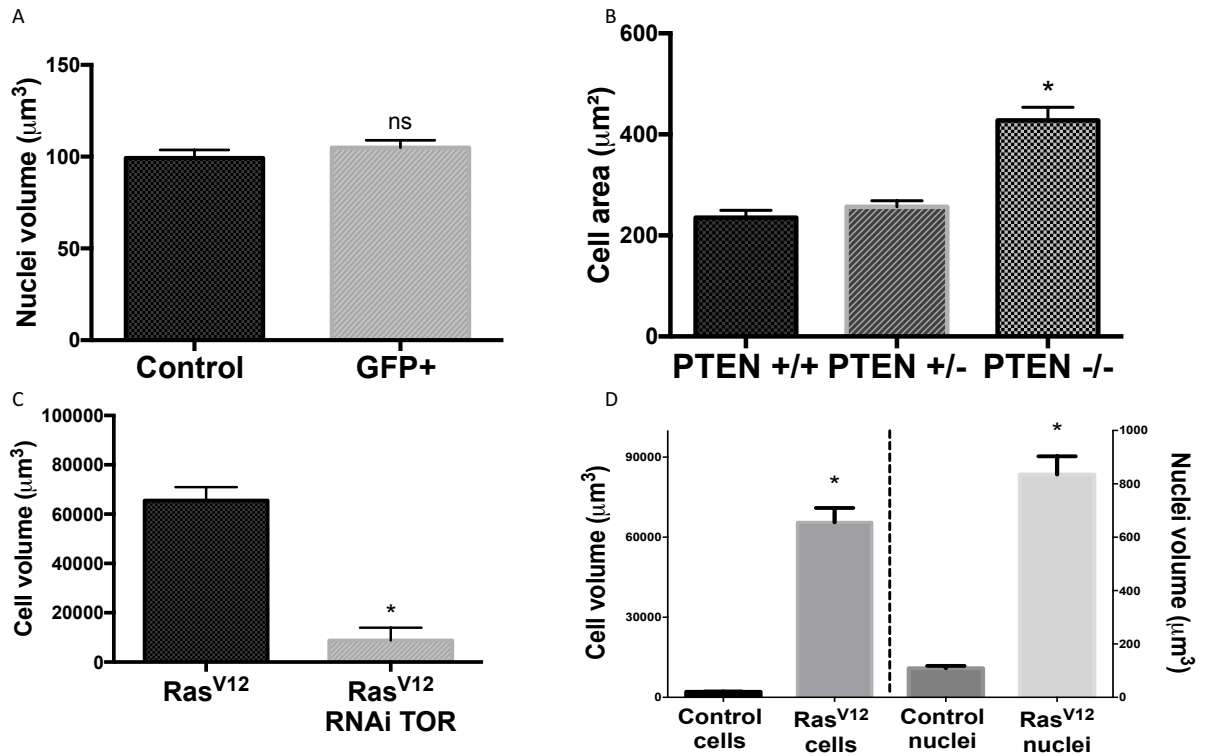 A
150
100
50
0
Nuclei volume (μm³)
ns
Control GFP+
B
600
400
200
0
Cell area (μm²)
*
PTEN +/+ PTEN +/- PTEN -/-
C
100000
80000
60000
40000
20000
0
Cell volume (μm³)
*
Rasⱽ¹² Rasⱽ¹²
RNAi TOR
D
90000
60000
30000
0
Cell volume (μm³)
*
*
1000
800
600
400
200
0
Nuclei volume (μm³)
Control Rasⱽ¹² Control Rasⱽ¹²
cells cells nuclei nuclei